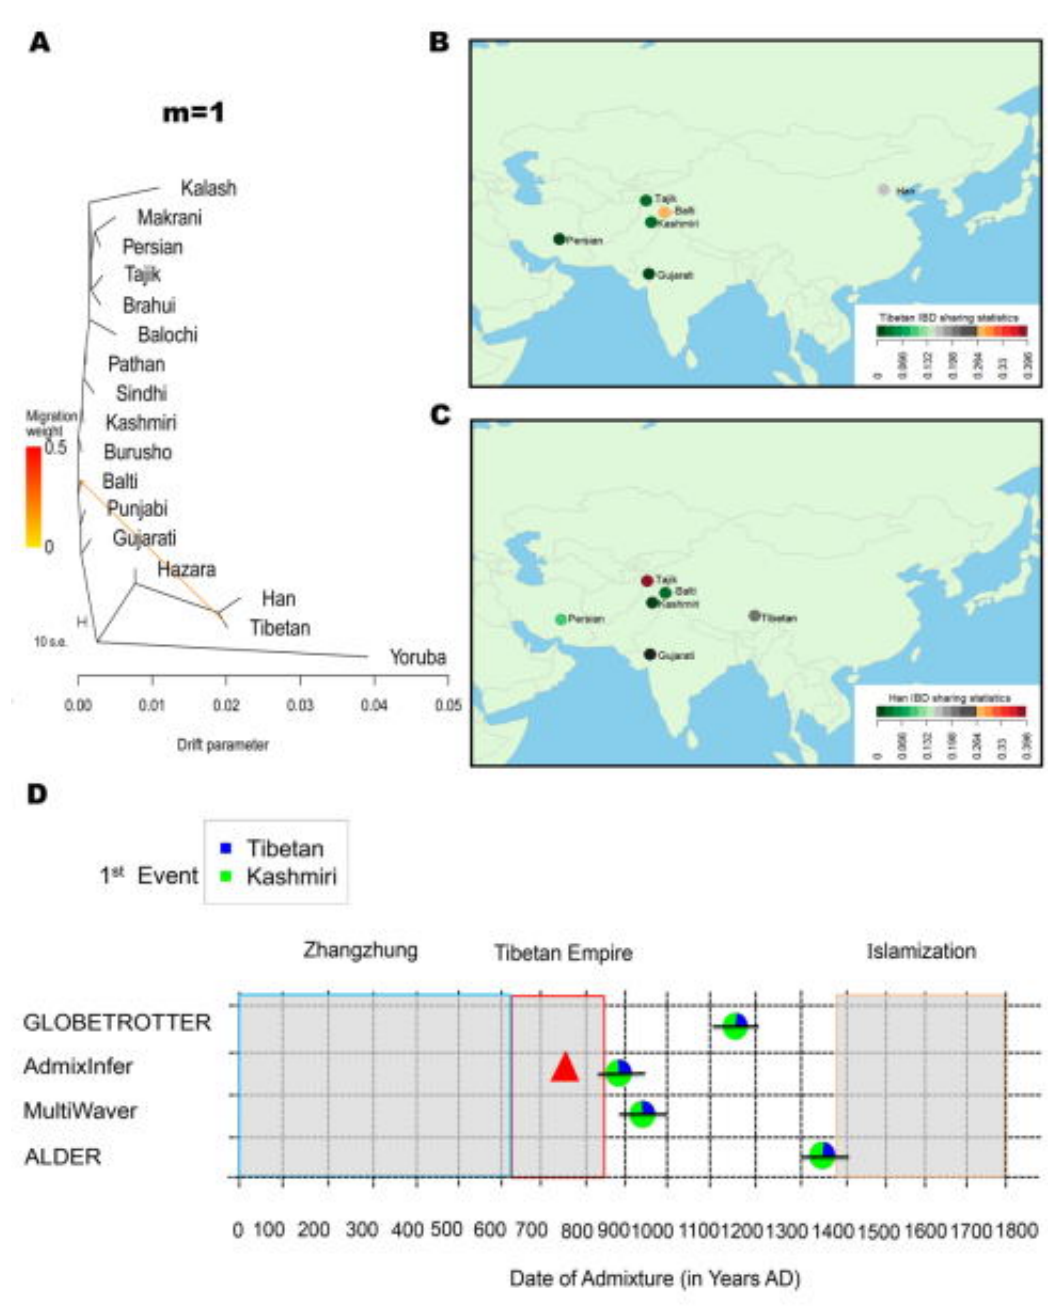 A
m=1
Kalash
Makrani
Persian
Tajik
Brahui
Balochi
Pathan
Sindhi
Kashmiri
Burusho
Balti
Punjabi
Gujarati
Hazara
Han
Tibetan
Yoruba
Migration
weight
0.5
0
10 s.e.
0.00 0.01 0.02 0.03 0.04 0.05
Drift parameter
B
Tajik
Balti
Kashmiri
Persian
Gujarati
Han
Tibetan IBD sharing statistics
0 0.066 0.132 0.198 0.264 0.33 0.396
C
Tajik
Balti
Kashmiri
Persian
Tibetan
Gujarati
Han IBD sharing statistics
0 0.066 0.132 0.198 0.264 0.33 0.396
D
1st Event
Tibetan
Kashmiri
Zhangzhung Tibetan Empire Islamization
GLOBETROTTER
AdmixInfer
MultiWaver
ALDER
0 100 200 300 400 500 600 700 800 900 1000 1100 1200 1300 1400 1500 1600 1700 1800
Date of Admixture (in Years AD)